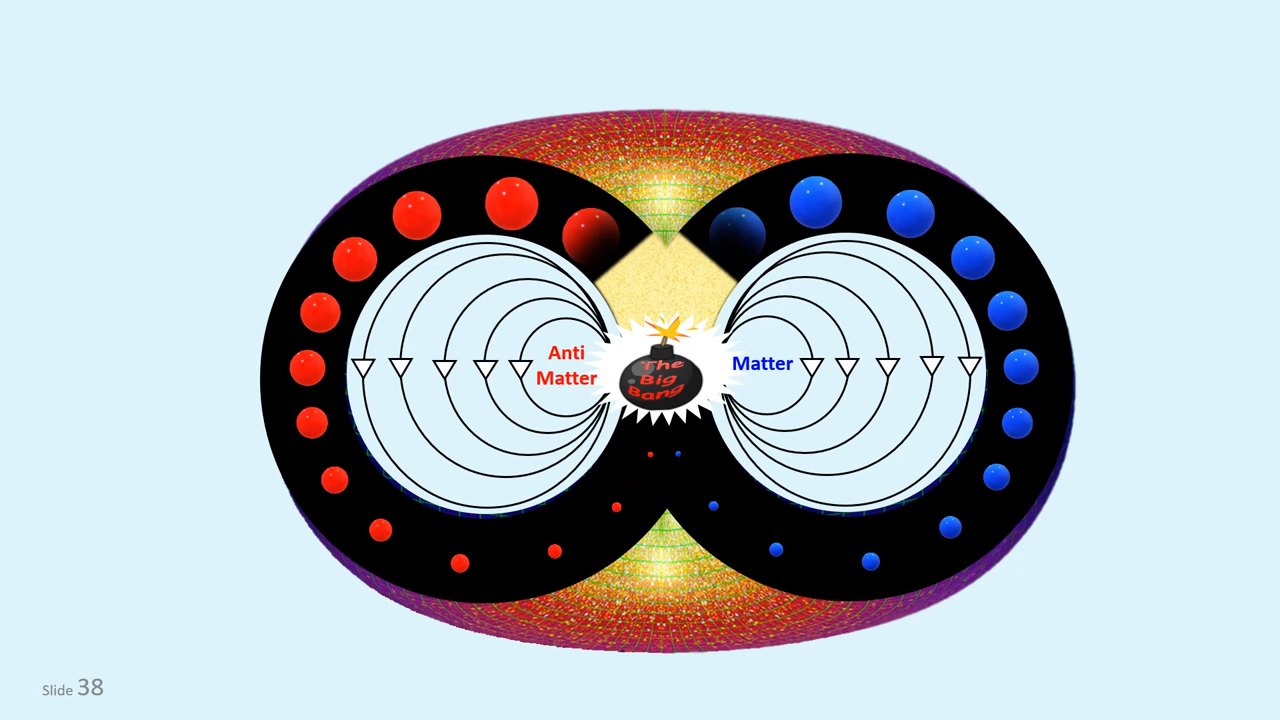 Anti
Matter
The
Big
Bang
Matter
Slide 38